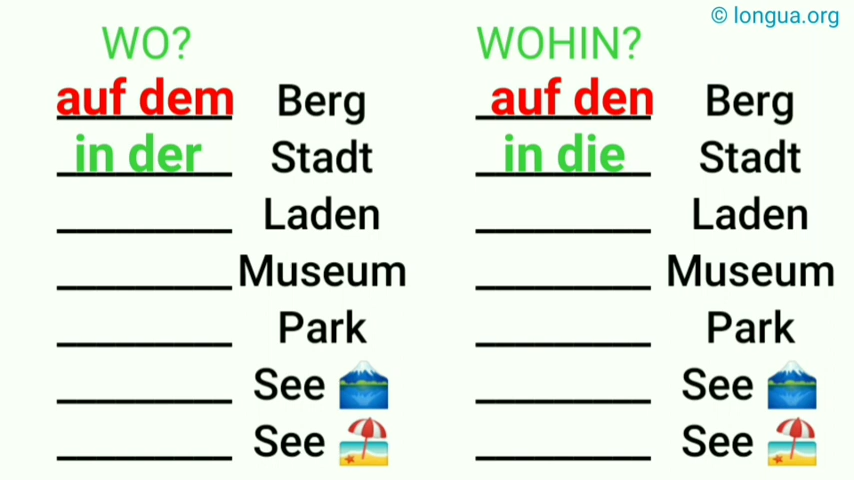 © longua.org
WO? WOHIN?
auf dem Berg auf den Berg
in der Stadt in die Stadt
Laden Laden
Museum Museum
Park Park
See See
See See